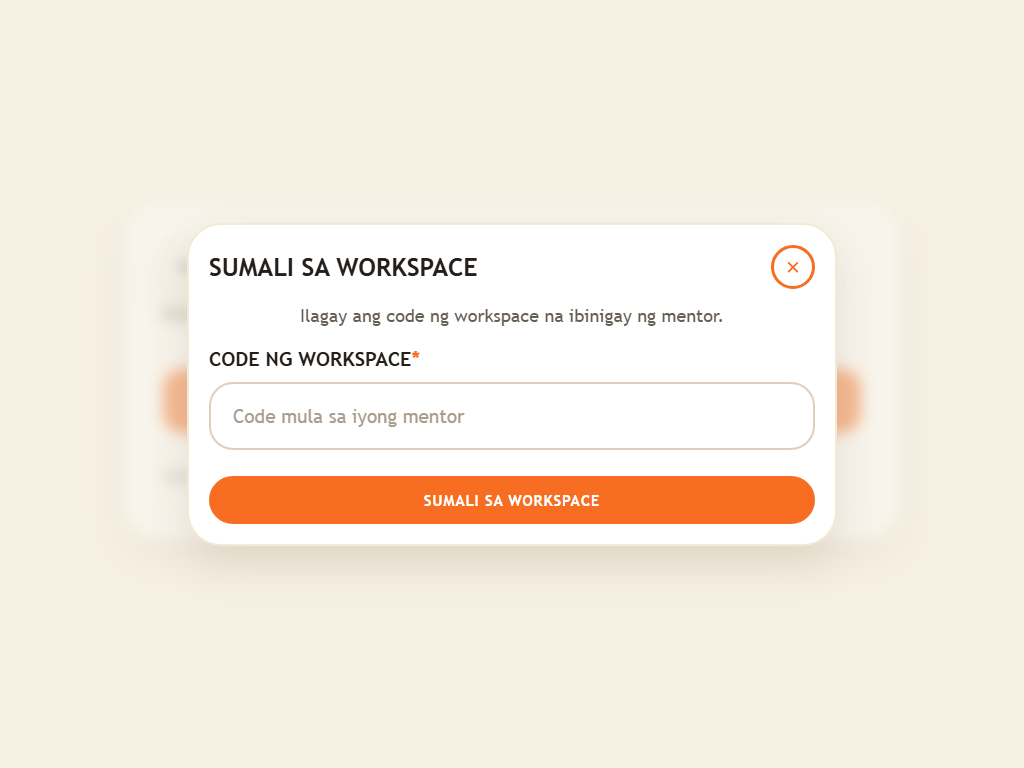 SUMALI SA WORKSPACE
Ilagay ang code ng workspace na ibinigay ng mentor.
CODE NG WORKSPACE*
Code mula sa iyong mentor
SUMALI SA WORKSPACE